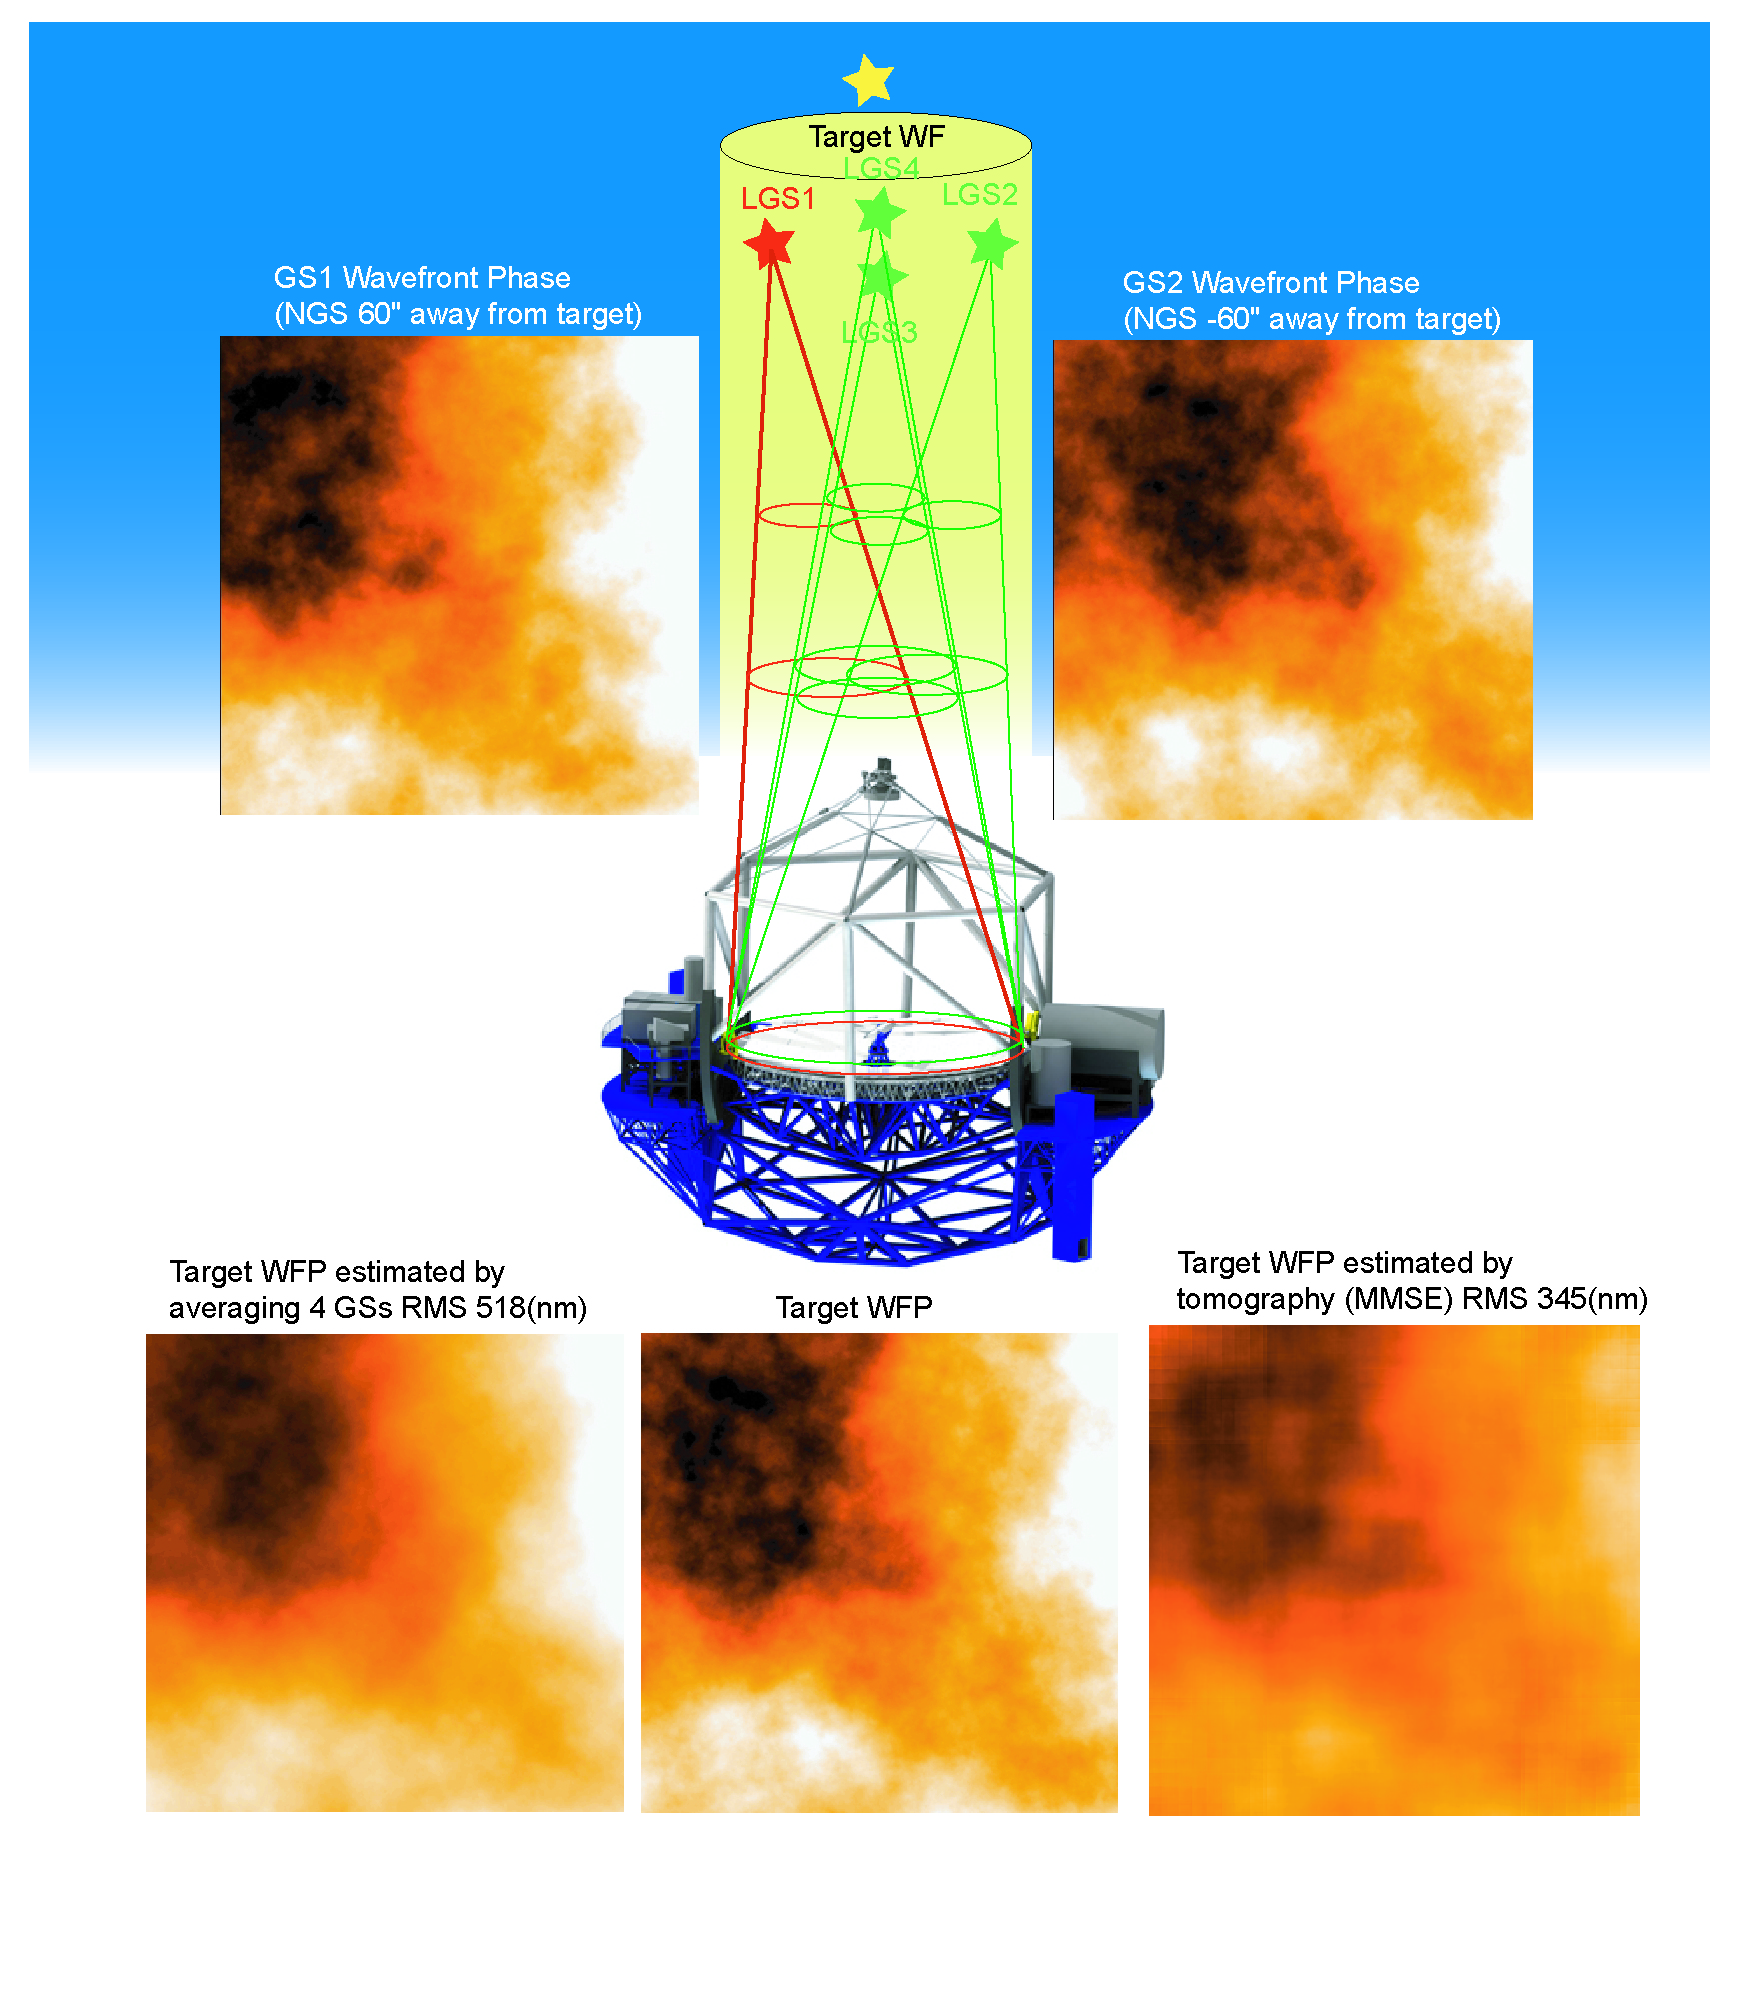 Target WF
LGS4
LGS1
LGS2
GS1 Wavefront Phase
(NGS 60" away from target)
GS2 Wavefront Phase
(NGS -60" away from target)
LGS3
Target WFP estimated by
averaging 4 GSs RMS 518(nm)
Target WFP
Target WFP estimated by
tomography (MMSE) RMS 345(nm)